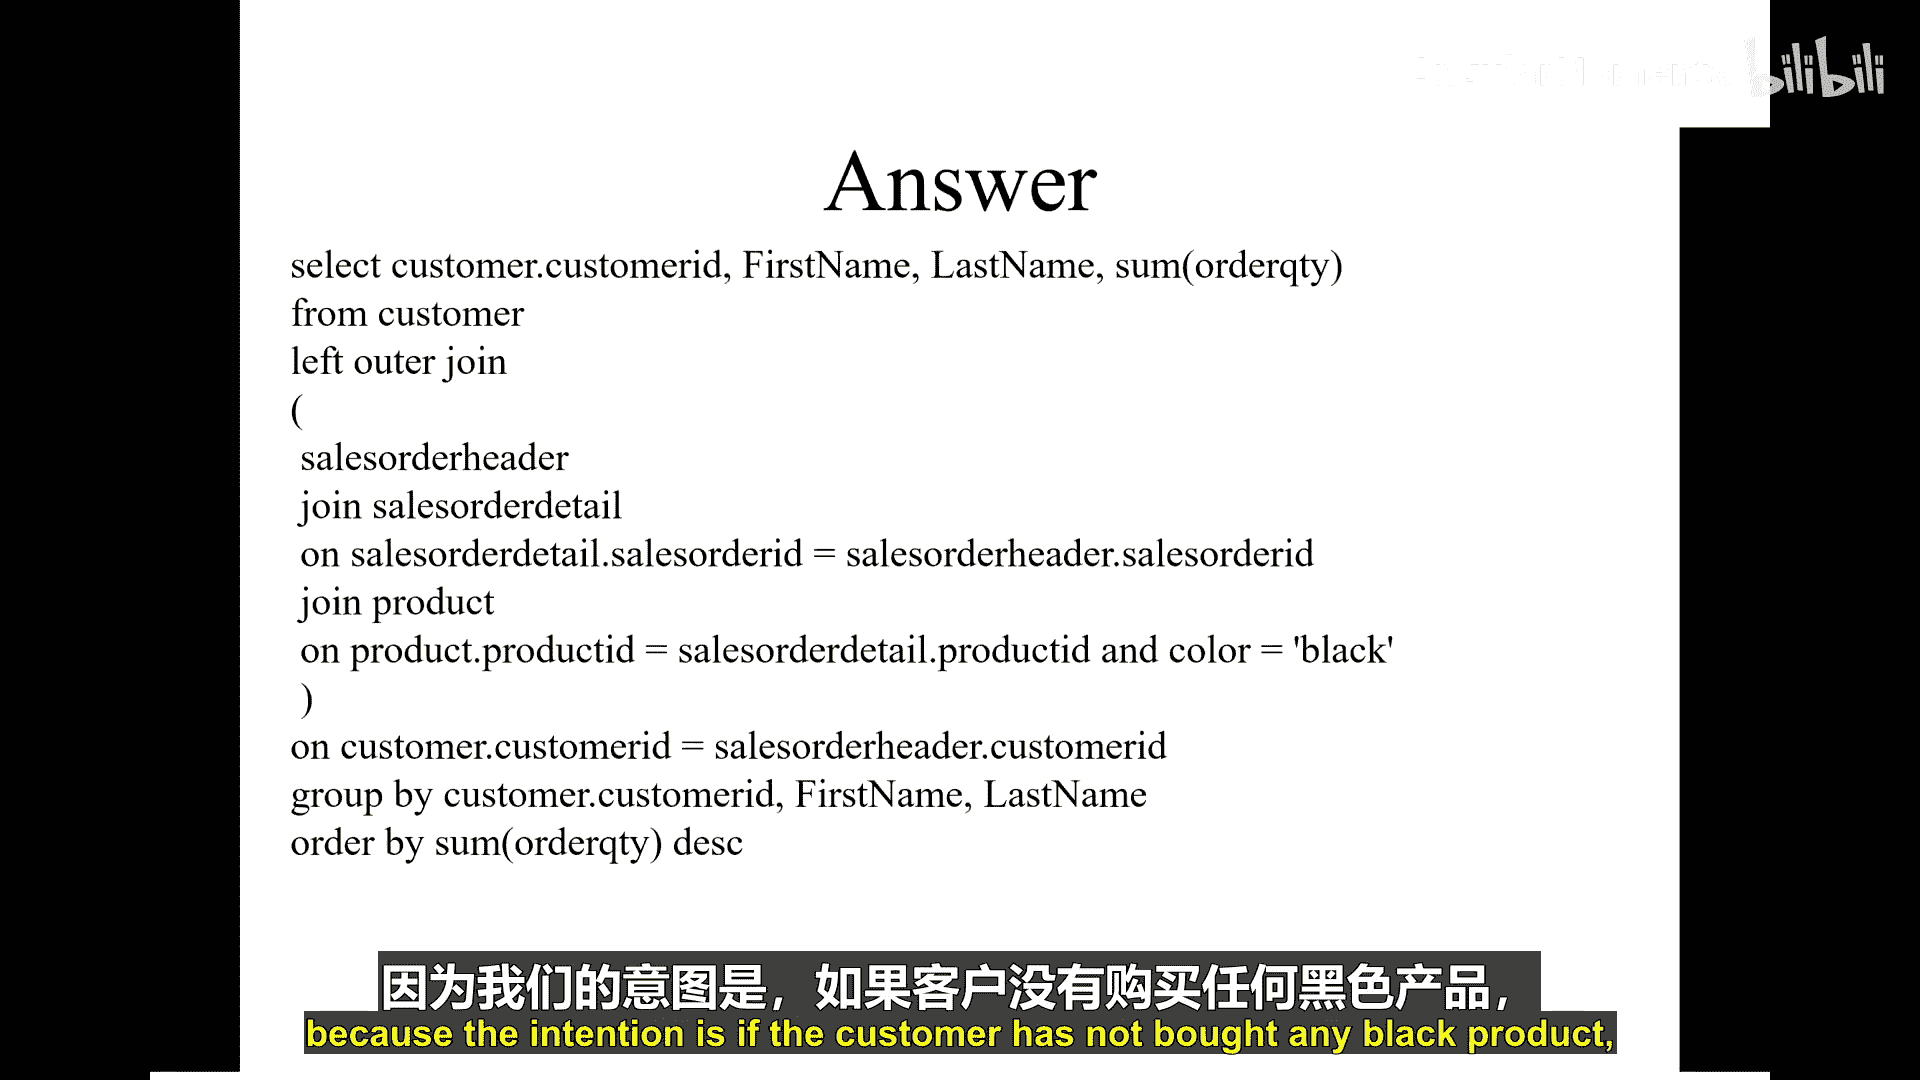 bilibili
Answer
select customer.customerid, FirstName, LastName, sum(orderqty)
from customer
left outer join
(
salesorderheader
join salesorderdetail
on salesorderdetail.salesorderid = salesorderheader.salesorderid
join product
on product.productid = salesorderdetail.productid and color = 'black'
)
on customer.customerid = salesorderheader.customerid
group by customer.customerid, FirstName, LastName
order by sum(orderqty) desc
因为我们的意图是，如果客户没有购买任何黑色产品，
because the intention is if the customer has not bought any black product,